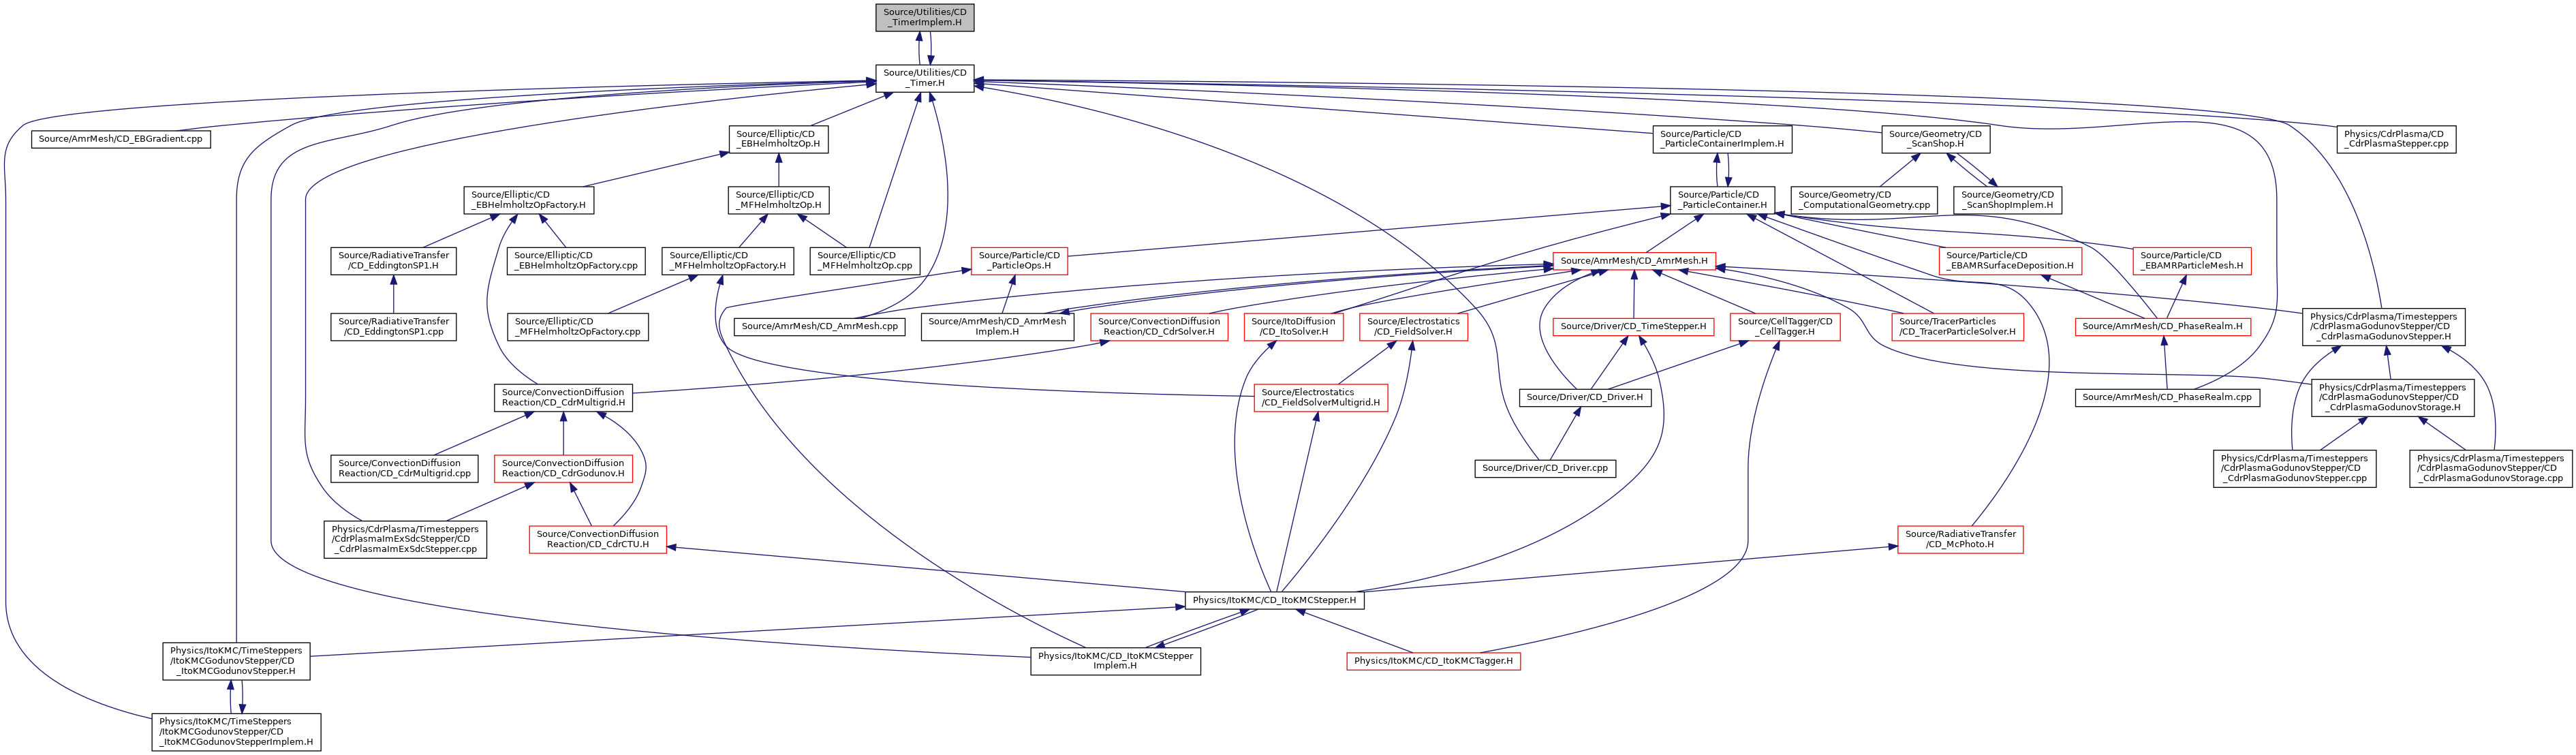 Source/Utilities/CD
_TimerImplem.H
Source/Utilities/CD
_Timer.H
Source/AmrMesh/CD_EBGradient.cpp
Source/Elliptic/CD
_EBHelmholtzOp.H
Source/Particle/CD
_ParticleContainerImplem.H
Source/Geometry/CD
_ScanShop.H
Physics/CdrPlasma/CD
_CdrPlasmaStepper.cpp
Source/Elliptic/CD
_EBHelmholtzOpFactory.H
Source/Elliptic/CD
_MFHelmholtzOp.H
Source/Particle/CD
_ParticleContainer.H
Source/Geometry/CD
_ComputationalGeometry.cpp
Source/Geometry/CD
_ScanShopImplem.H
Source/RadiativeTransfer
/CD_EddingtonSP1.H
Source/Elliptic/CD
_EBHelmholtzOpFactory.cpp
Source/Elliptic/CD
_MFHelmholtzOpFactory.H
Source/Elliptic/CD
_MFHelmholtzOp.cpp
Source/Particle/CD
_ParticleOps.H
Source/AmrMesh/CD_AmrMesh.H
Source/Particle/CD
_EBAMRSurfaceDeposition.H
Source/Particle/CD
_EBAMRParticleMesh.H
Source/RadiativeTransfer
/CD_EddingtonSP1.cpp
Source/Elliptic/CD
_MFHelmholtzOpFactory.cpp
Source/AmrMesh/CD_AmrMesh.cpp
Source/AmrMesh/CD_AmrMesh
Implem.H
Source/ConvectionDiffusion
Reaction/CD_CdrSolver.H
Source/ItoDiffusion
/CD_ItoSolver.H
Source/Electrostatics
/CD_FieldSolver.H
Source/Driver/CD_TimeStepper.H
Source/CellTagger/CD
_CellTagger.H
Source/TracerParticles
/CD_TracerParticleSolver.H
Source/AmrMesh/CD_PhaseRealm.H
Physics/CdrPlasma/Timesteppers
/CdrPlasmaGodunovStepper/CD
_CdrPlasmaGodunovStepper.H
Source/ConvectionDiffusion
Reaction/CD_CdrMultigrid.H
Source/Electrostatics
/CD_FieldSolverMultigrid.H
Source/Driver/CD_Driver.H
Source/AmrMesh/CD_PhaseRealm.cpp
Physics/CdrPlasma/Timesteppers
/CdrPlasmaGodunovStepper/CD
_CdrPlasmaGodunovStorage.H
Source/ConvectionDiffusion
Reaction/CD_CdrMultigrid.cpp
Source/ConvectionDiffusion
Reaction/CD_CdrGodunov.H
Source/Driver/CD_Driver.cpp
Physics/CdrPlasma/Timesteppers
/CdrPlasmaGodunovStepper/CD
_CdrPlasmaGodunovStepper.cpp
Physics/CdrPlasma/Timesteppers
/CdrPlasmaGodunovStepper/CD
_CdrPlasmaGodunovStorage.cpp
Physics/CdrPlasma/Timesteppers
/CdrPlasmaImExSdcStepper/CD
_CdrPlasmaImExSdcStepper.cpp
Source/ConvectionDiffusion
Reaction/CD_CdrCTU.H
Source/RadiativeTransfer
/CD_McPhoto.H
Physics/ItoKMC/CD_ItoKMCStepper.H
Physics/ItoKMC/TimeSteppers
/ItoKMCGodunovStepper/CD
_ItoKMCGodunovStepper.H
Physics/ItoKMC/CD_ItoKMCStepper
Implem.H
Physics/ItoKMC/CD_ItoKMCTagger.H
Physics/ItoKMC/TimeSteppers
/ItoKMCGodunovStepper/CD
_ItoKMCGodunovStepperImplem.H